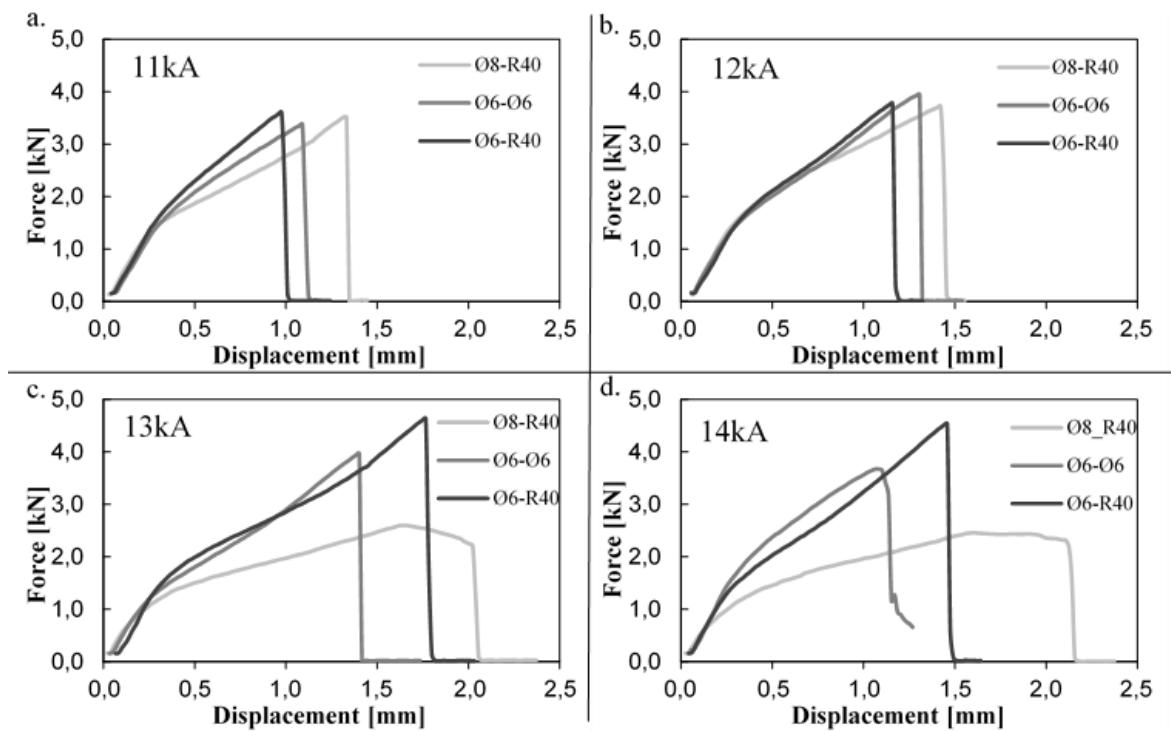 a.
5,0
4,0
3,0
2,0
1,0
0,0
Force [kN]
11kA
Ø8-R40
Ø6-Ø6
Ø6-R40
0,0 0,5 1,0 1,5 2,0 2,5
Displacement [mm]
b.
5,0
4,0
3,0
2,0
1,0
0,0
Force [kN]
12kA
Ø8-R40
Ø6-Ø6
Ø6-R40
0,0 0,5 1,0 1,5 2,0 2,5
Displacement [mm]
c.
5,0
4,0
3,0
2,0
1,0
0,0
Force [kN]
13kA
Ø8-R40
Ø6-Ø6
Ø6-R40
0,0 0,5 1,0 1,5 2,0 2,5
Displacement [mm]
d.
5,0
4,0
3,0
2,0
1,0
0,0
Force [kN]
14kA
Ø8_R40
Ø6-Ø6
Ø6-R40
0,0 0,5 1,0 1,5 2,0 2,5
Displacement [mm]